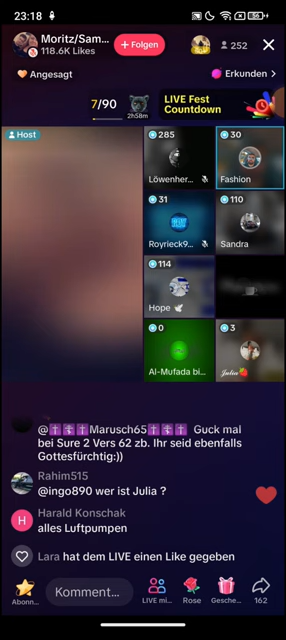 23:18
56
Moritz/Sam...
118.6K Likes
+ Folgen
252
Angesagt
Erkunden >
7/90
2h58m
LIVE Fest
Countdown
Host
285
Löwenher...
30
Fashion
31
Royrieck9...
110
Sandra
114
Hope 🕊
0
Al-Mufada bi...
3
Julia🍓
@✝️✝️✝️Marusch65✝️✝️✝️ Guck mal
bei Sure 2 Vers 62 zb. Ihr seid ebenfalls
Gottesfürchtig:))
Rahim515
@ingo890 wer ist Julia ?
H
Harald Konschak
alles Luftpumpen
Lara hat dem LIVE einen Like gegeben
Abonn...
Komment...
LIVE mi...
Rose
Gesche...
162